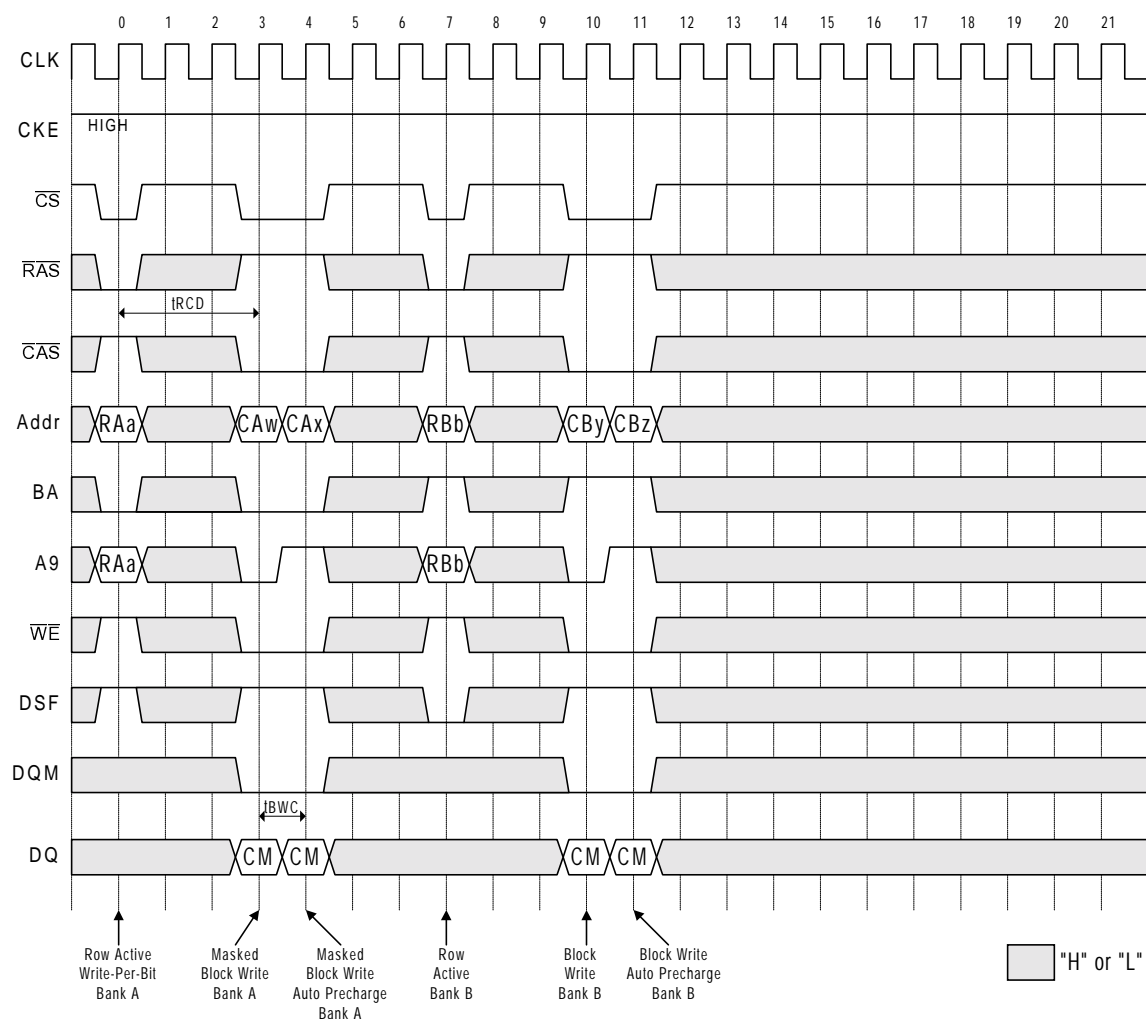 0 1 2 3 4 5 6 7 8 9 10 11 12 13 14 15 16 17 18 19 20 21
CLK
CKE HIGH
CS
RAS
tRCD
CAS
Addr RAa CAw CAx RBb CBy CBz
BA
A9 RAa RBb
WE
DSF
DQM
tBWC
DQ CM CM CM CM
Row Active
Write-Per-Bit
Bank A
Masked
Block Write
Bank A
Masked
Block Write
Auto Precharge
Bank A
Row
Active
Bank B
Block
Write
Bank B
Block Write
Auto Precharge
Bank B
"H" or "L"